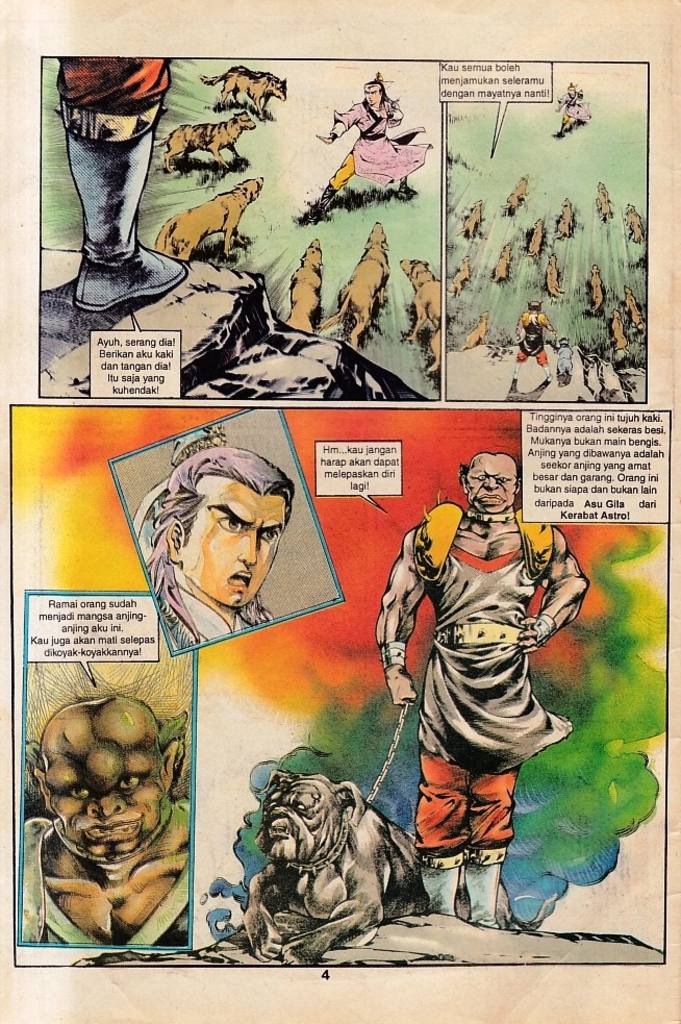 Ayuh, serang dia!
Berikan aku kaki
dan tangan dia!
Itu saja yang
kuhendak!
Kau semua boleh
menjamukan seleramu
dengan mayatnya nanti!
Hm...kau jangan
harap akan dapat
melepaskan diri
lagi!
Tingginya orang ini tujuh kaki.
Badannya adalah sekeras besi.
Mukanya bukan main bengis.
Anjing yang dibawanya adalah
seekor anjing yang amat
besar dan garang. Orang ini
bukan siapa dan bukan lain
daripada Asu Gila dari
Kerabat Astro!
Ramai orang sudah
menjadi mangsa anjing-
anjing aku ini.
Kau juga akan mati selepas
dikoyak-koyakkannya!
4